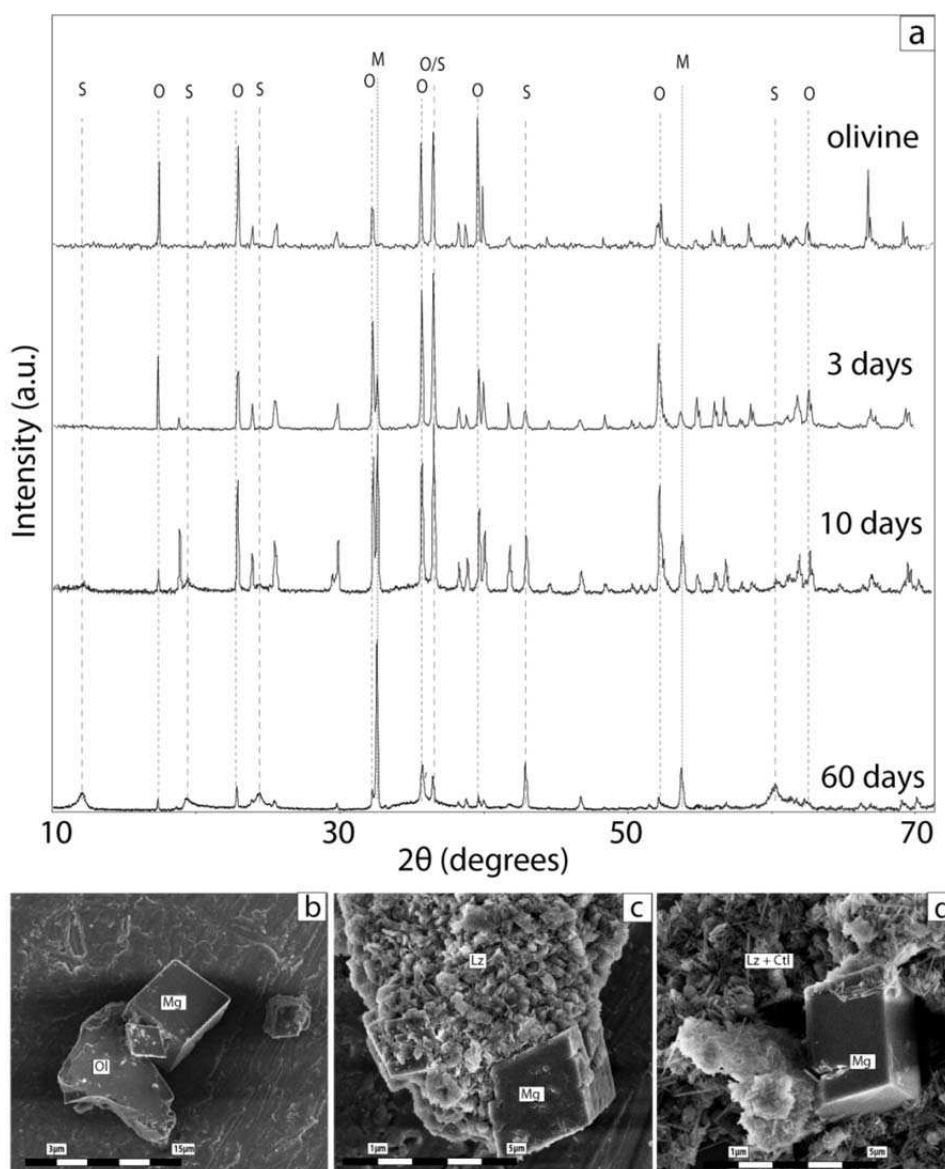 a
M O/S M
S O S O S O O O S O S O
olivine
3 days
10 days
60 days
Intensity (a.u.)
10 30 50 70
2θ (degrees)
b
Mg
Ol
3µm 15µm
c
Lz
Mg
1µm 5µm
d
Lz + Ctl
Mg
1µm 5µm